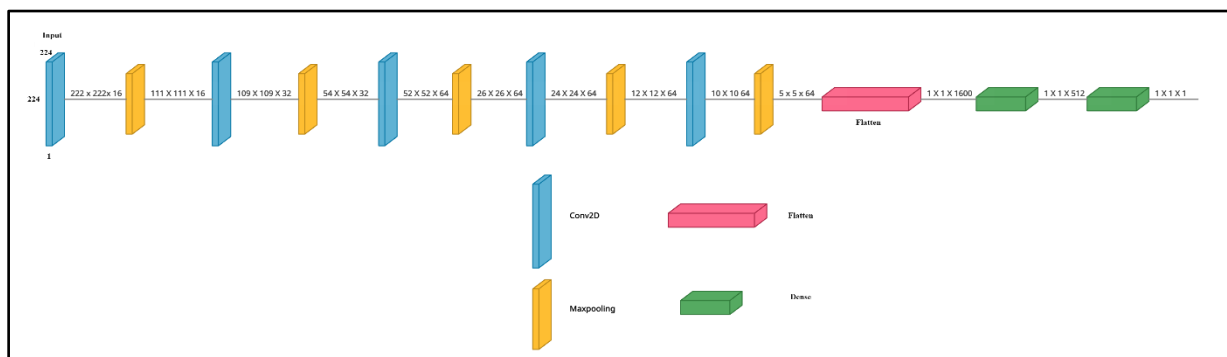 Input
224
224
1
222 x 222x 16
111 X 111 X 16
109 X 109 X 32
54 X 54 X 32
52 X 52 X 64
26 X 26 X 64
24 X 24 X 64
12 X 12 X 64
10 X 10 64
5 x 5 x 64
Flatten
1 X 1 X 1600
1 X 1 X 512
1 X 1 X 1
Conv2D
Flatten
Maxpooling
Dense